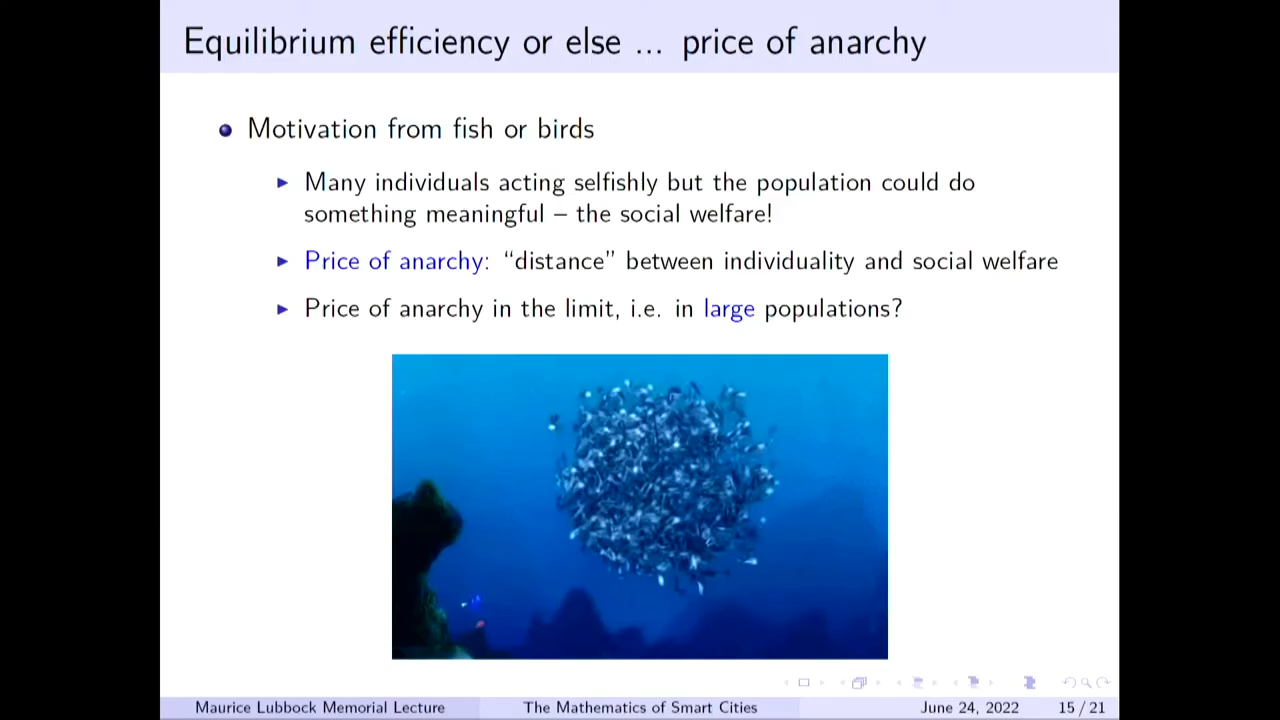 Equilibrium efficiency or else ... price of anarchy
Motivation from fish or birds
Many individuals acting selfishly but the population could do
something meaningful – the social welfare!
Price of anarchy: “distance” between individuality and social welfare
Price of anarchy in the limit, i.e. in large populations?
Maurice Lubbock Memorial Lecture The Mathematics of Smart Cities June 24, 2022 15 / 21